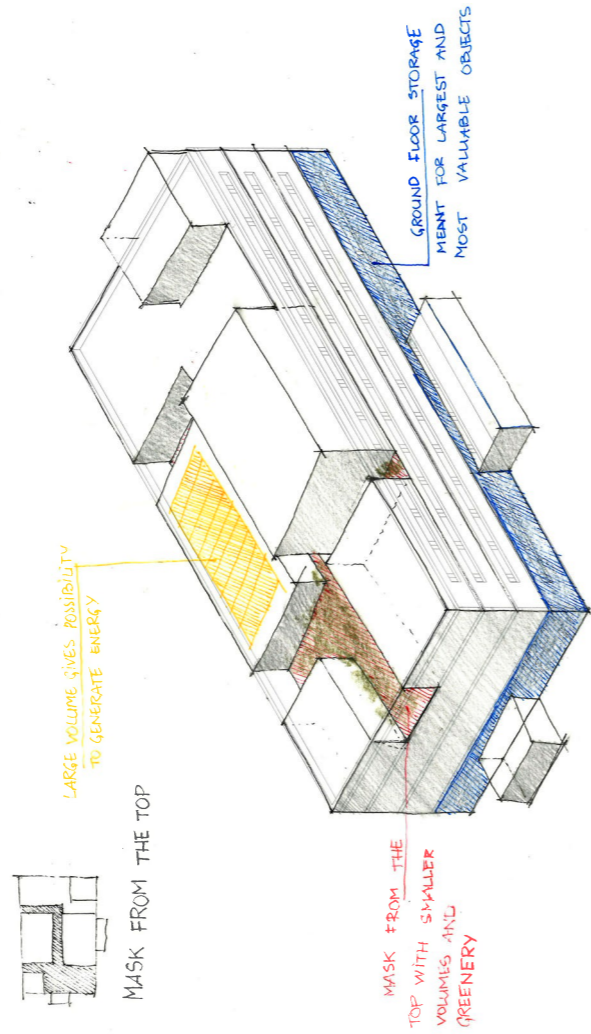 LARGE VOLUME GIVES POSSIBILITY
TO GENERATE ENERGY
MASK FROM THE TOP
MASK FROM THE
TOP WITH SMALLER
VOLUMES AND
GREENERY
GROUND FLOOR STORAGE
MEANT FOR LARGEST AND
MOST VALUABLE OBJECTS